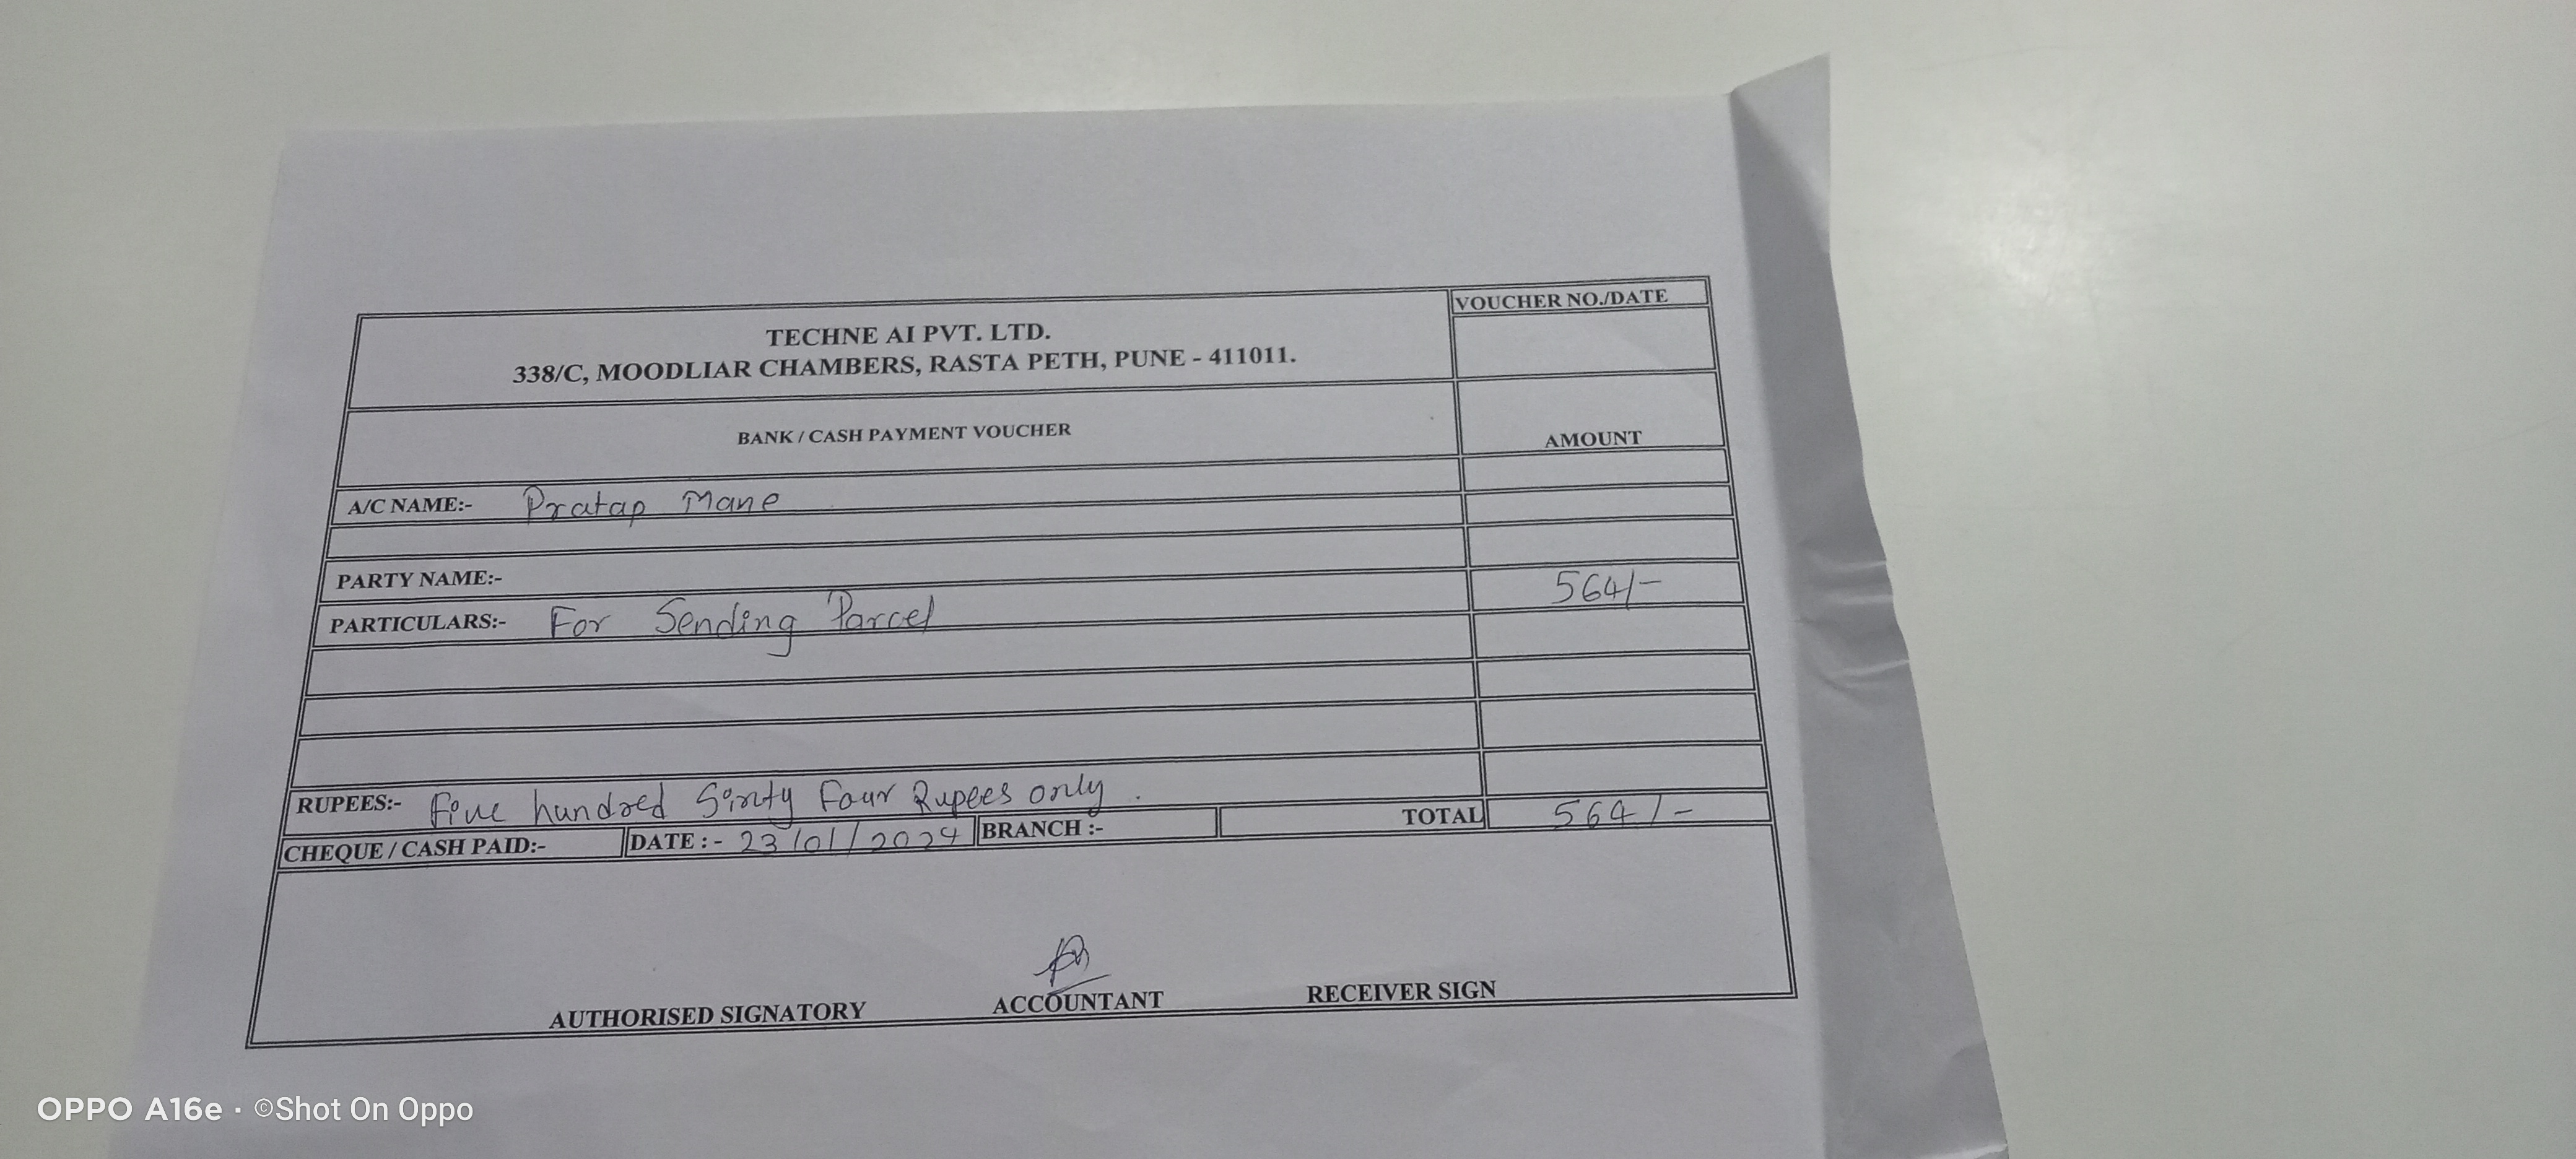 VOUCHER NO./DATE
TECHNE AI PVT. LTD.
338/C, MOODLIAR CHAMBERS, RASTA PETH, PUNE - 411011.
BANK / CASH PAYMENT VOUCHER
AMOUNT
A/C NAME:- Pratap Mane
PARTY NAME:-
PARTICULARS:- For Sending Parcel 564/-
RUPEES:- Five hundred Sixty Four Rupees only.
CHEQUE / CASH PAID:- DATE : - 23/01/2024 BRANCH :- TOTAL 564/-
AUTHORISED SIGNATORY ACCOUNTANT RECEIVER SIGN
OPPO A16e · ©Shot On Oppo